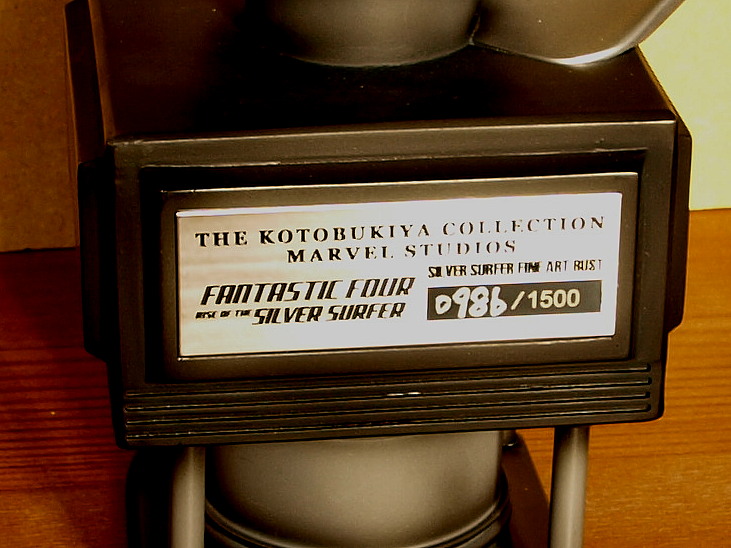 THE KOTOBUKIYA COLLECTION
MARVEL STUDIOS
FANTASTIC FOUR
RISE OF THE SILVER SURFER
SILVER SURFER FINE ART BUST
0986/1500